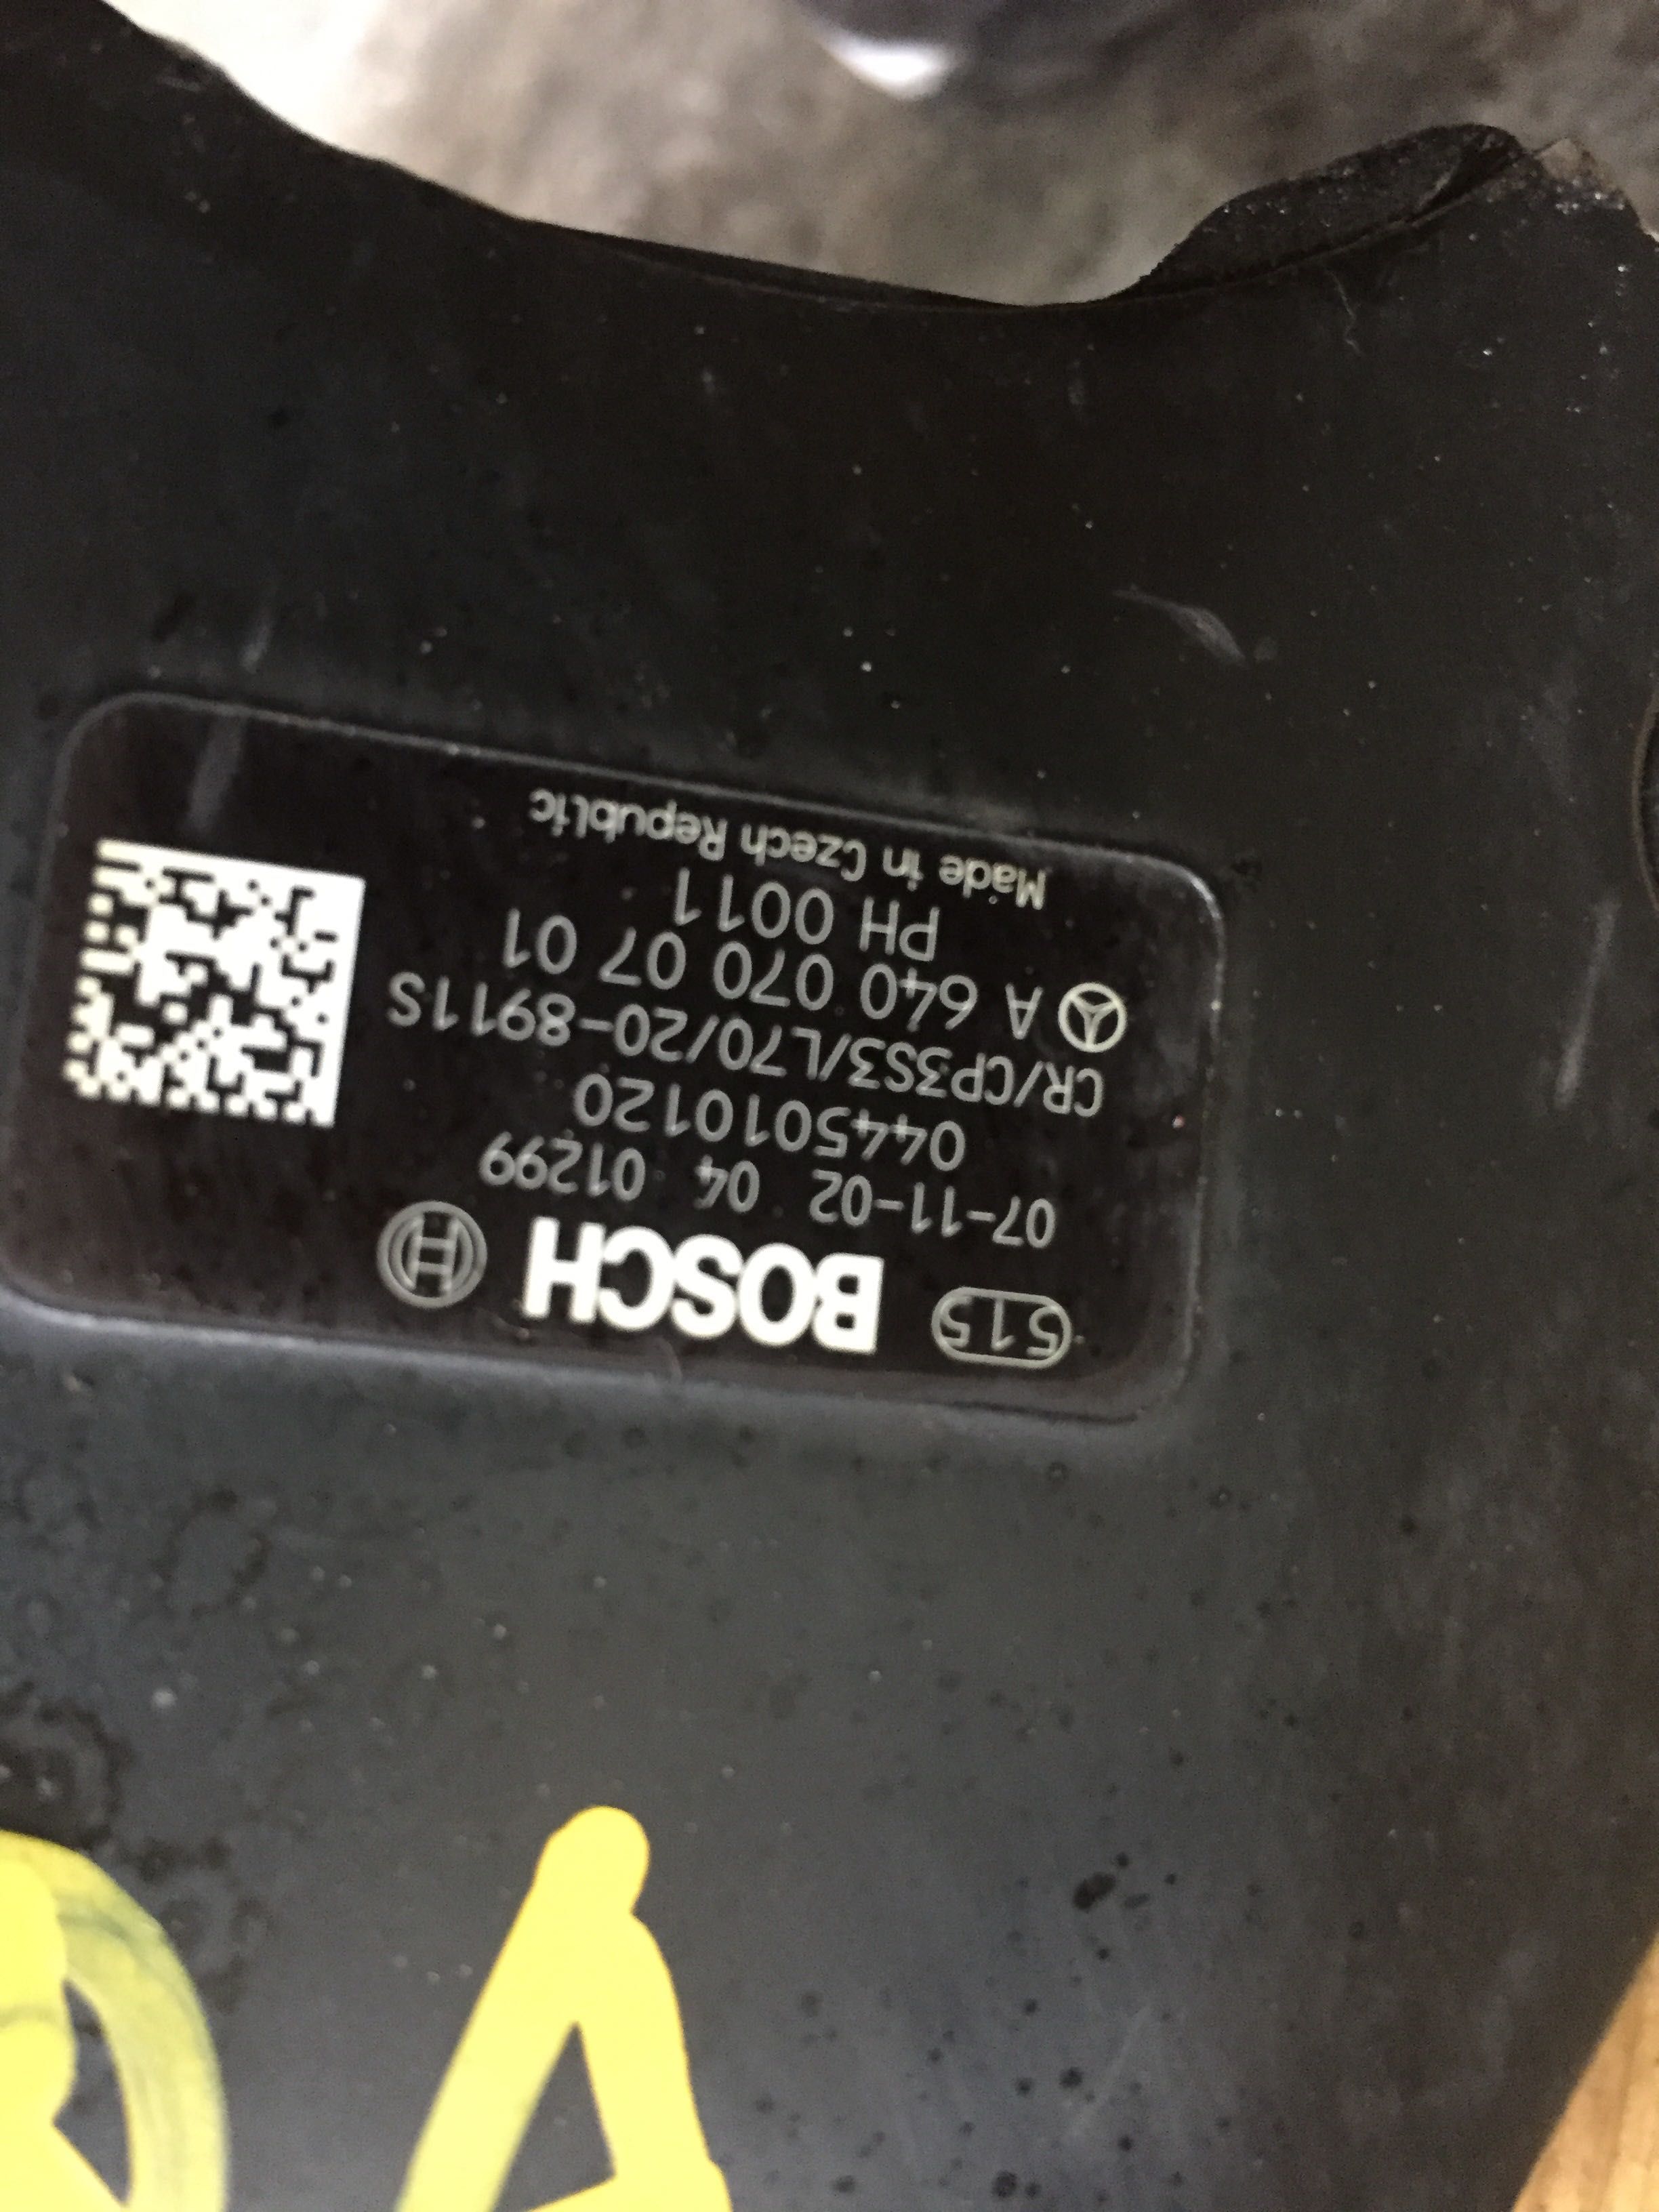 515 BOSCH
07-11-02 04 01299
0445010120
CR/CP3S3/L70/20-8911S
A 640 070 07 01
PH 0011
Made in Czech Republic